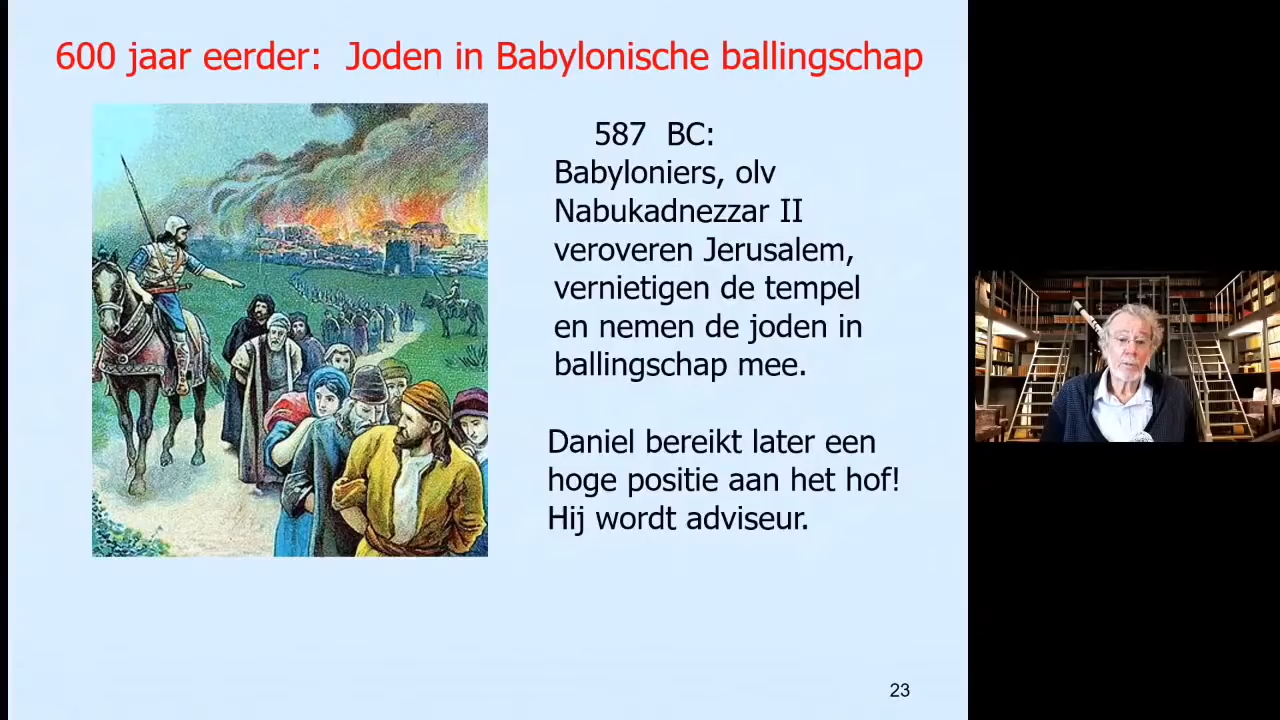 600 jaar eerder: Joden in Babylonische ballingschap
587 BC:
Babyloniers, olv
Nabukadnezzar II
veroveren Jerusalem,
vernietigen de tempel
en nemen de joden in
ballingschap mee.
Daniel bereikt later een
hoge positie aan het hof!
Hij wordt adviseur.
23